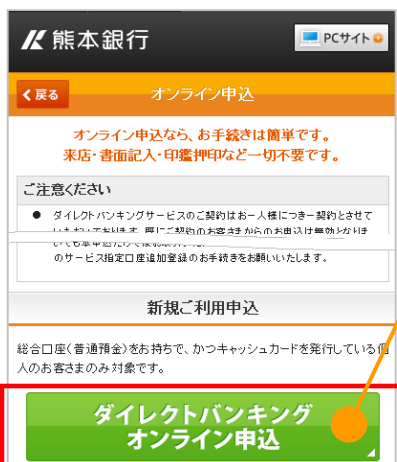 熊本銀行
PCサイト
戻る
オンライン申込
オンライン申込なら、お手続きは簡単です。
来店・書面記入・印鑑押印など一切不要です。
ご注意ください
● ダイレクトバンキングサービスのご契約はお一人様につき一契約とさせて
のサービス指定口座追加登録のお手続きをお願いいたします。
新規ご利用申込
総合口座(普通預金)をお持ちで、かつキャッシュカードを発行している個
人のお客さまのみ対象です。
ダイレクトバンキング
オンライン申込